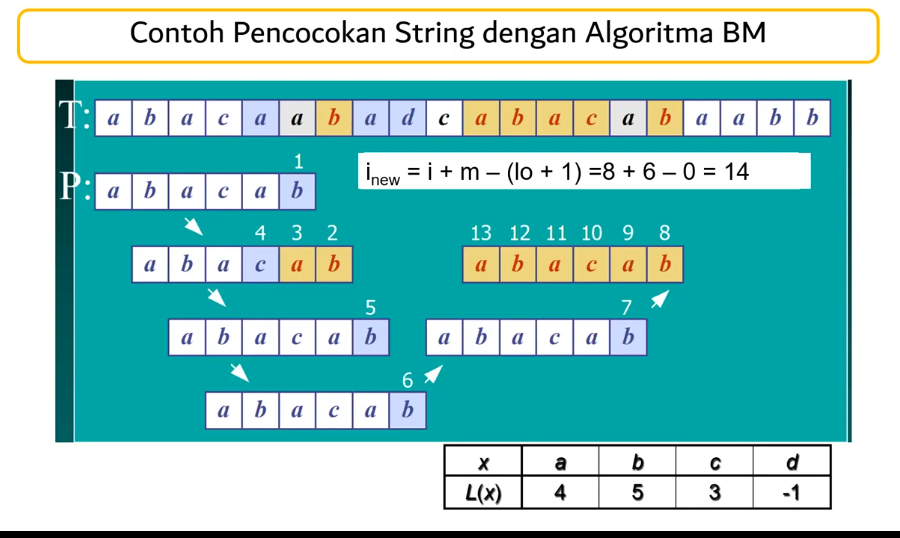 Contoh Pencocokan String dengan Algoritma BM
T: a b a c a a b a d c a b a c a b a a b b
1
P: a b a c a b
i_new = i + m – (lo + 1) =8 + 6 – 0 = 14
4 3 2
a b a c a b
13 12 11 10 9 8
a b a c a b
5
a b a c a b
7
a b a c a b
6
a b a c a b
x a b c d
L(x) 4 5 3 -1